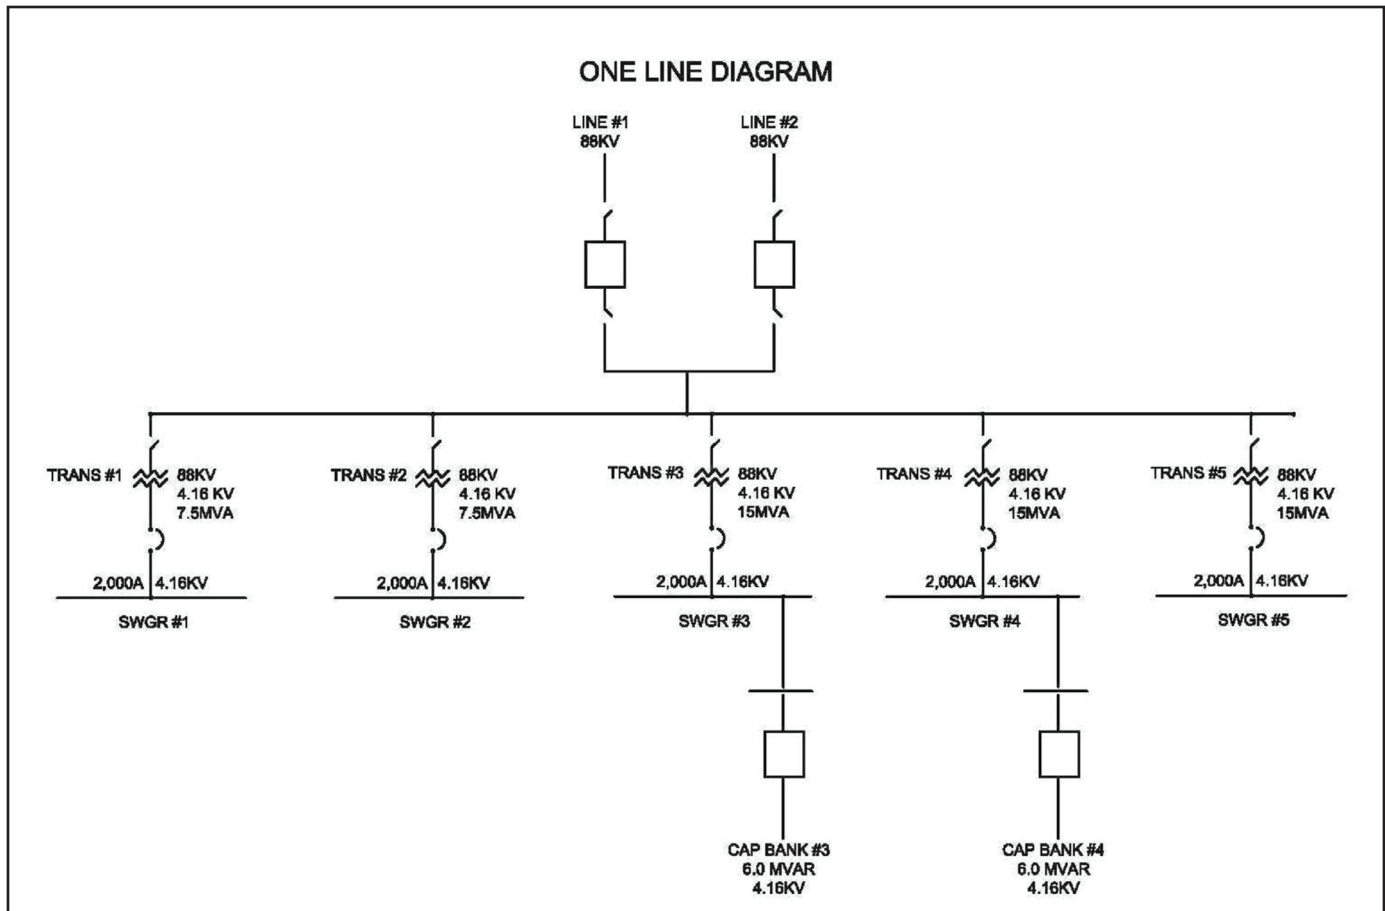 ONE LINE DIAGRAM
LINE #1
88KV
LINE #2
88KV
TRANS #1
88KV
4.16 KV
7.5MVA
TRANS #2
88KV
4.16 KV
7.5MVA
TRANS #3
88KV
4.16 KV
15MVA
TRANS #4
88KV
4.16 KV
15MVA
TRANS #5
88KV
4.16 KV
15MVA
2,000A 4.16KV
SWGR #1
2,000A 4.16KV
SWGR #2
2,000A 4.16KV
SWGR #3
2,000A 4.16KV
SWGR #4
2,000A 4.16KV
SWGR #5
CAP BANK #3
6.0 MVAR
4.16KV
CAP BANK #4
6.0 MVAR
4.16KV